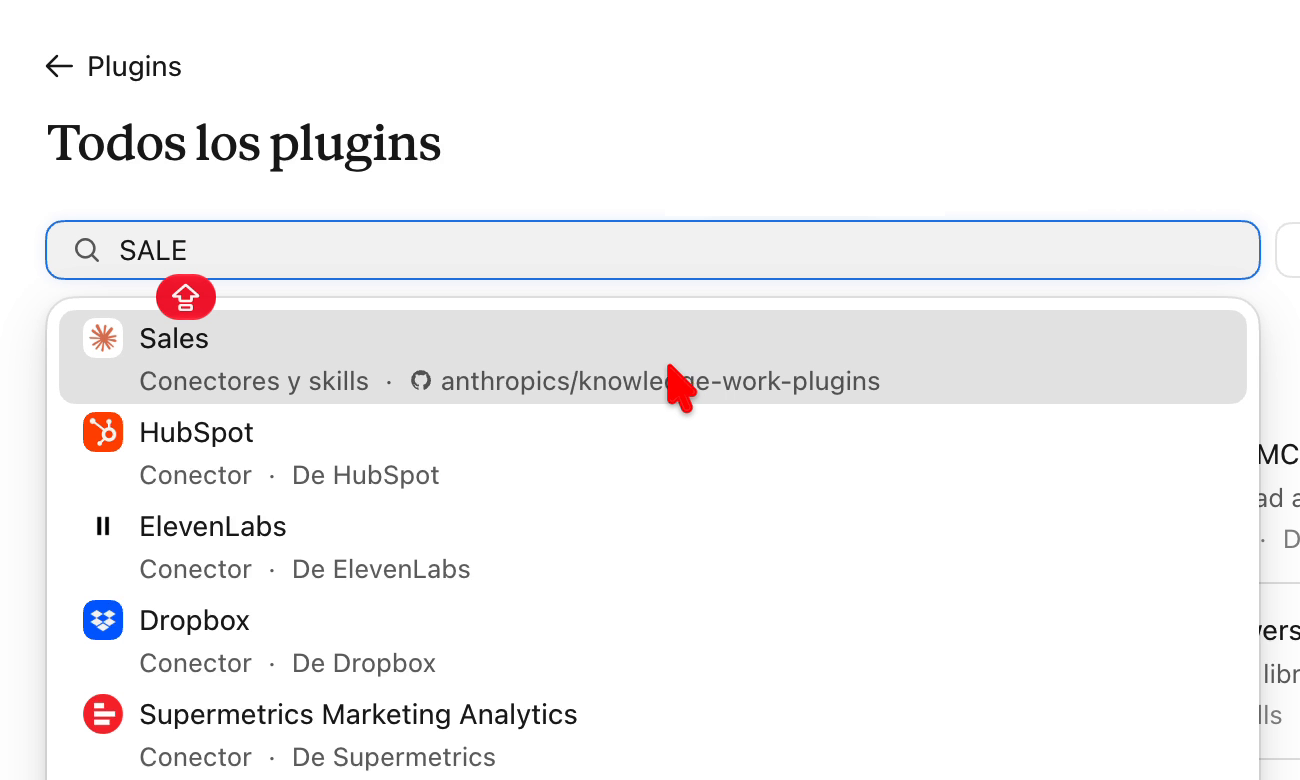 Plugins
Todos los plugins
SALE
Sales
Conectores y skills · anthropics/knowledge-work-plugins
HubSpot
Conector · De HubSpot
ElevenLabs
Conector · De ElevenLabs
Dropbox
Conector · De Dropbox
Supermetrics Marketing Analytics
Conector · De Supermetrics